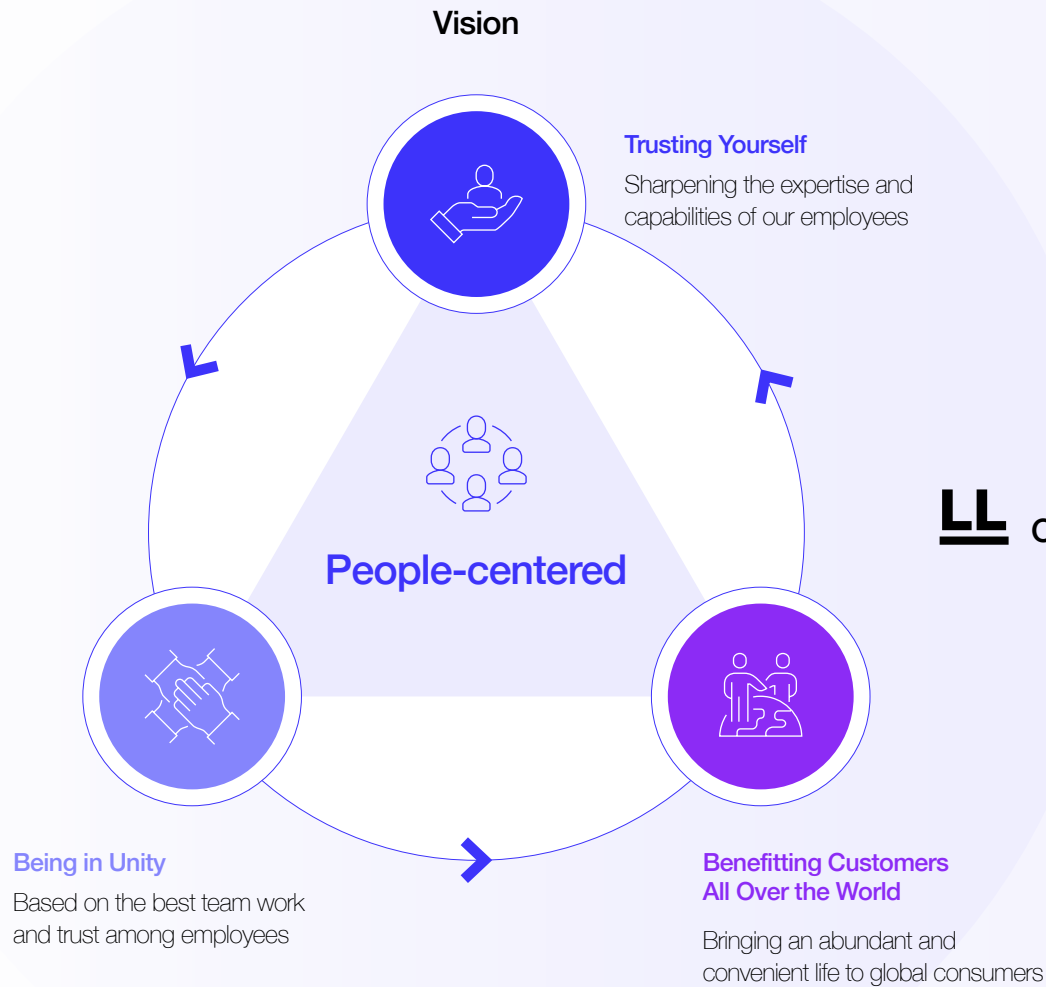 Vision
Trusting Yourself
Sharpening the expertise and
capabilities of our employees
People-centered
LL
Being in Unity
Based on the best team work
and trust among employees
Benefitting Customers
All Over the World
Bringing an abundant and
convenient life to global consumers